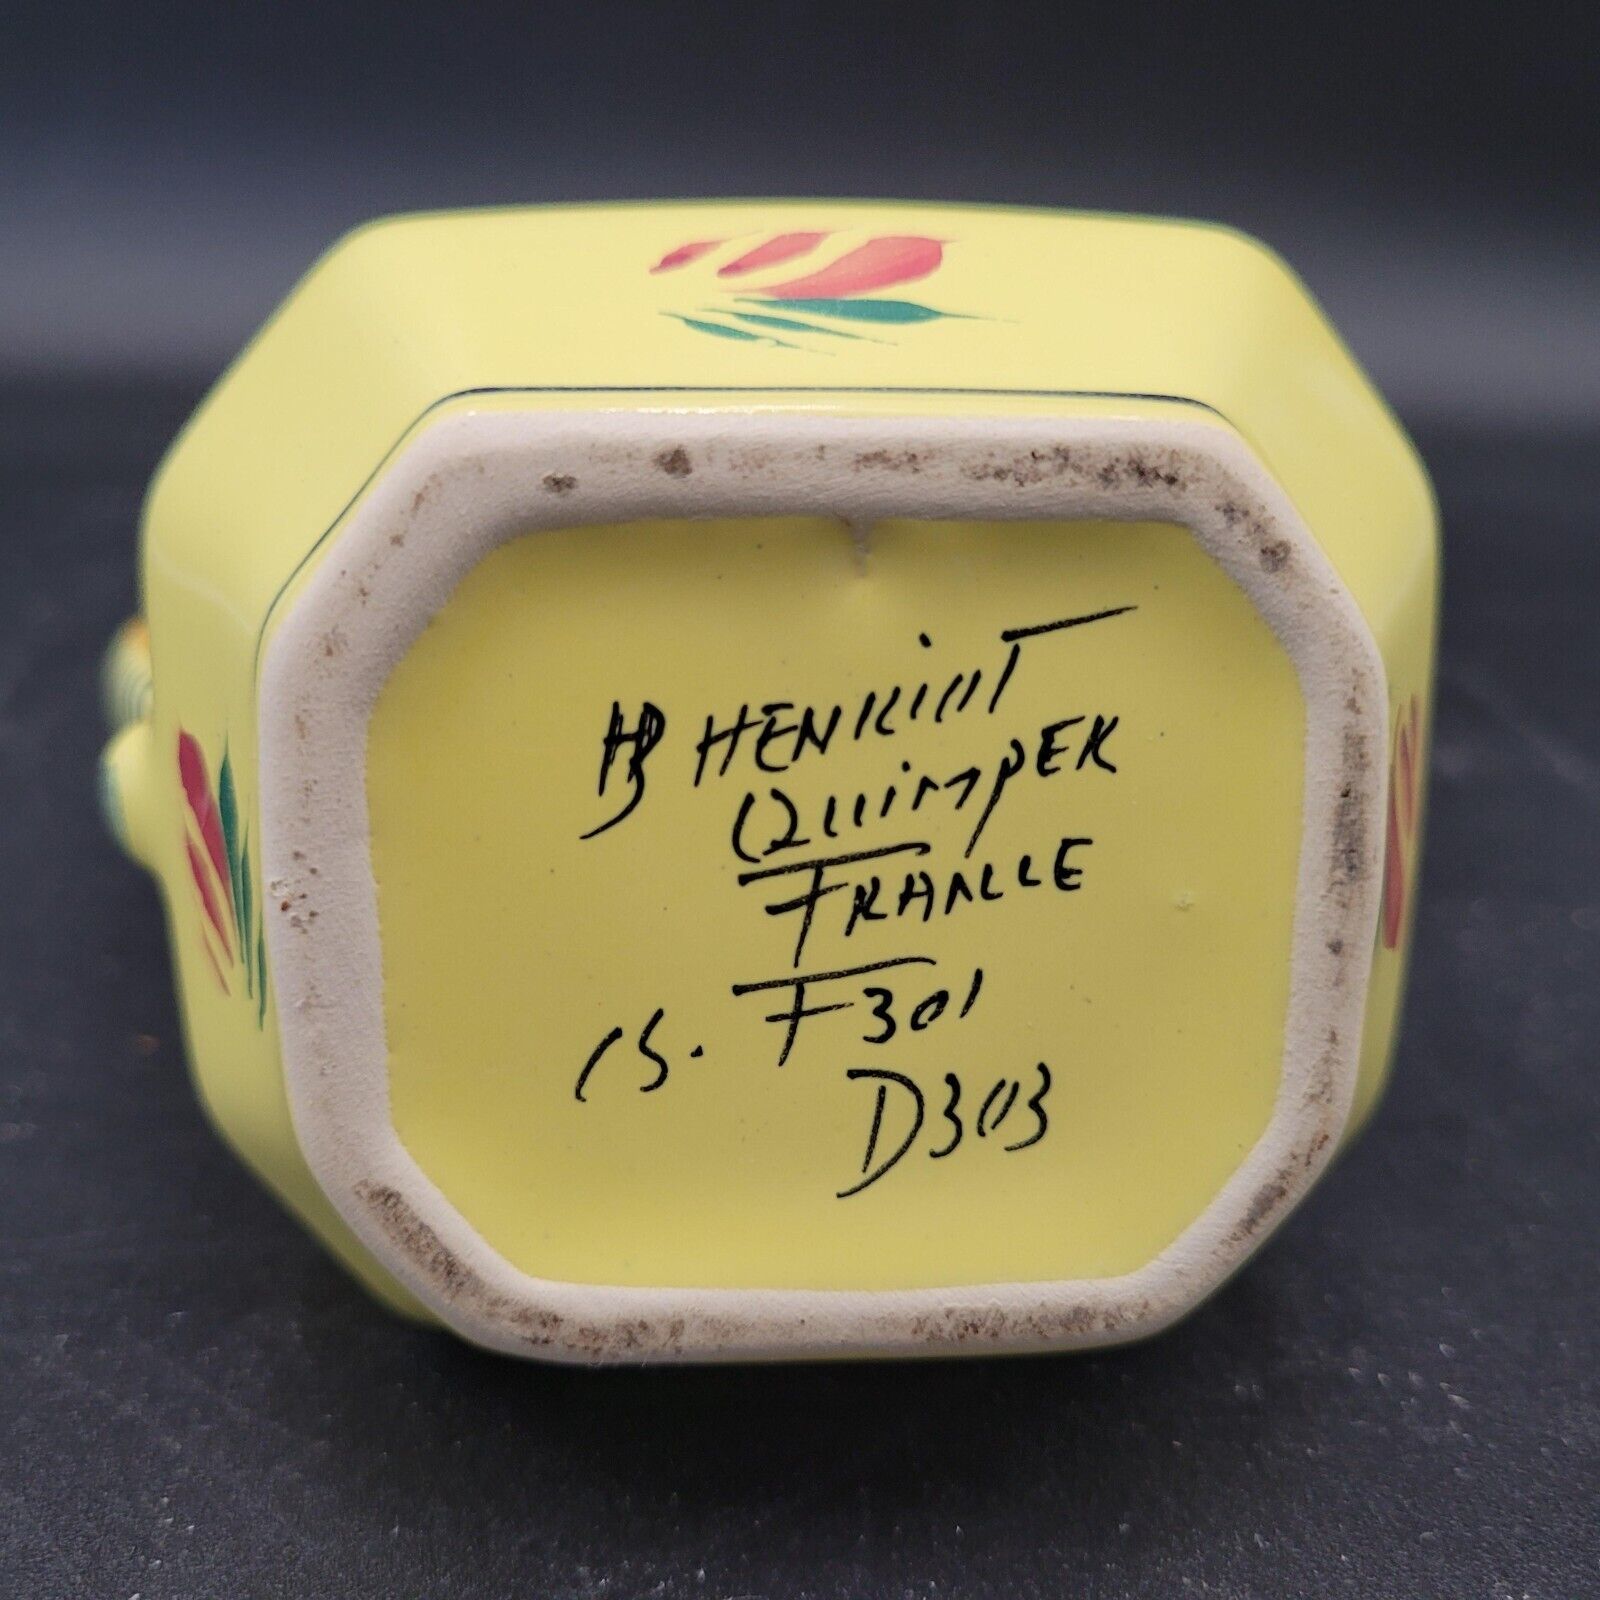 HB HENRIOT
QUIMPER
FRANCE
F301
D303